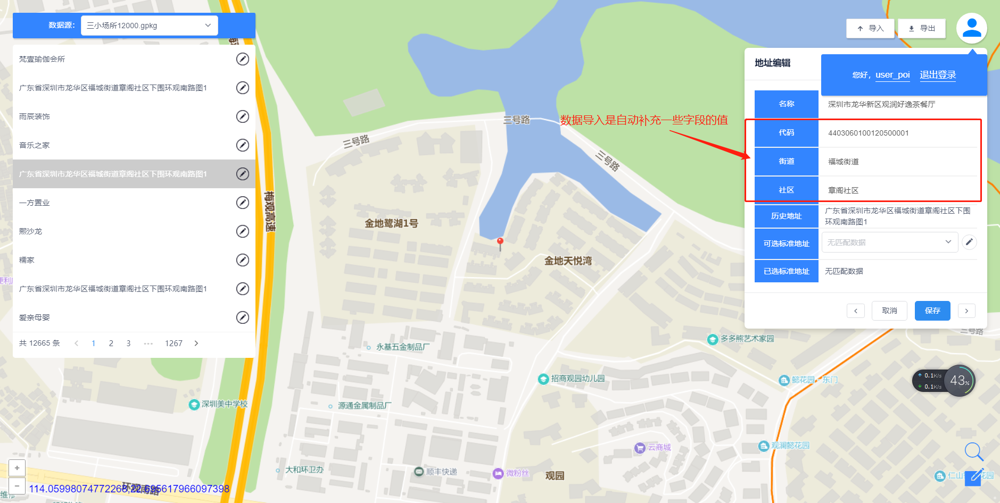 数据源：
三小场所12000.gpkg
梵壹瑜伽会所
广东省深圳市龙华区福城街道章阁社区下围环观南路图1
雨辰装饰
音乐之家
广东省深圳市龙华区福城街道章阁社区下围环观南路图1
一方置业
熙沙龙
糯家
广东省深圳市龙华区福城街道章阁社区下围环观南路图1
爱亲母婴
共 12665 条
1
2
3
1267
导入
导出
地址编辑
您好，user_poi 退出登录
名称
深圳市龙华新区观润好逸茶餐厅
代码
4403060100120500001
街道
福城街道
社区
章阁社区
历史地址
广东省深圳市龙华区福城街道章阁社区下围
环观南路图1
可选标准地址
无匹配数据
已选标准地址
无匹配数据
取消
保存
数据导入是自动补充一些字段的值
三号路
三号路
三号路
三号路
梅观高速
金地鹭湖1号
金地天悦湾
永基五金制品厂
招商观园幼儿园
多多熊艺术家园
懿花园-东门
深圳美中学校
源通金属制品厂
云商城
观澜懿花园
大和环卫办
顺丰快递
微粉丝
观园
环观南路
0.1K/s
0.1K/s
43%
114.05998074772268,22.695617966097398